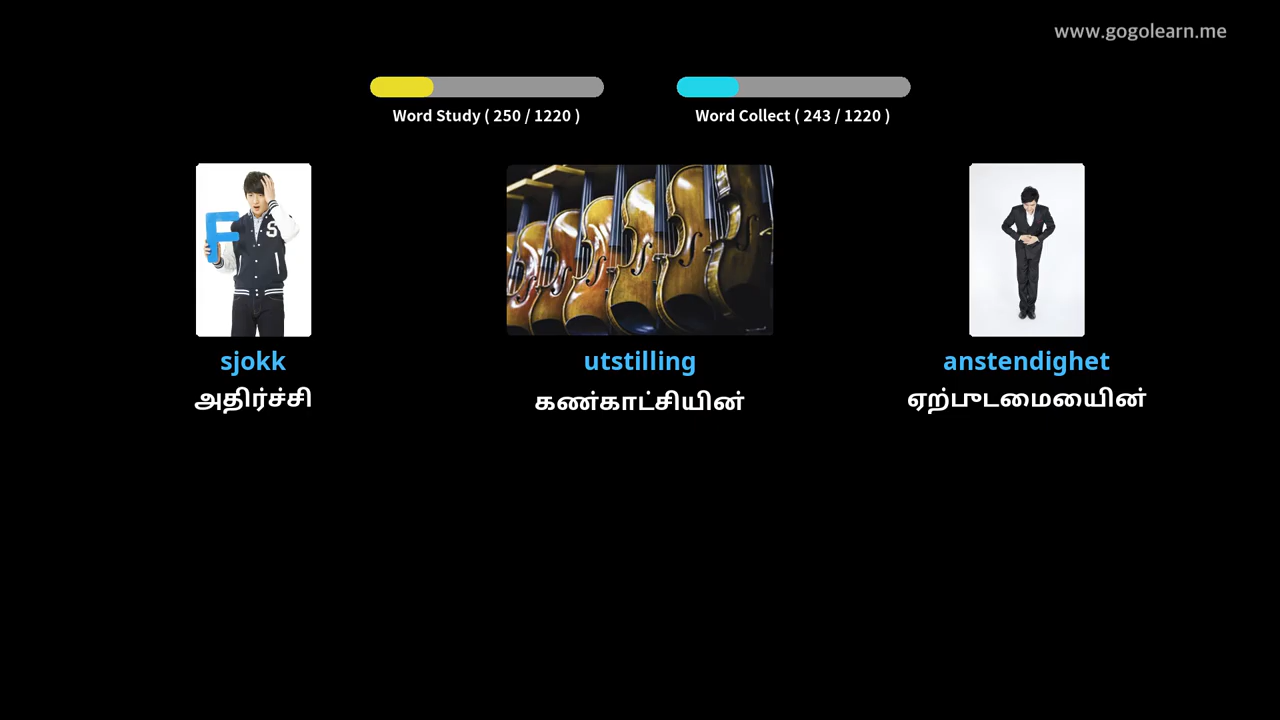 www.gogolearn.me
Word Study ( 250 / 1220 )
Word Collect ( 243 / 1220 )
F
S
sjokk
utstilling
anstendighet
அதிர்ச்சி
கண்காட்சியின்
ஏற்புடமையைின்